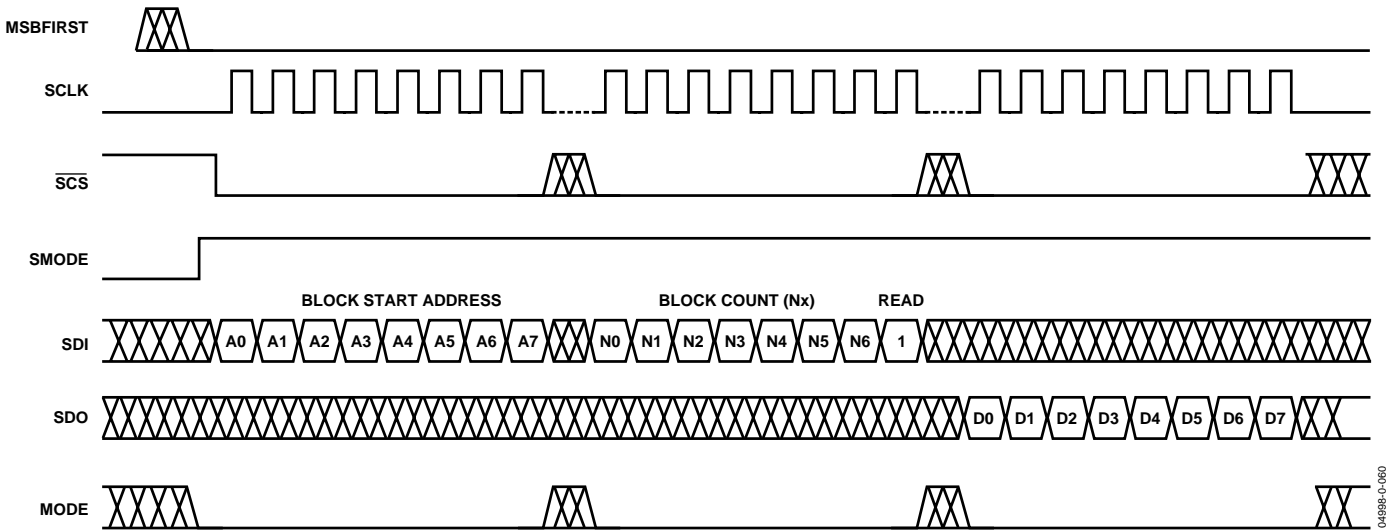 MSBFIRST
SCLK
SCS
SMODE
BLOCK START ADDRESS BLOCK COUNT (Nx) READ
SDI A0 A1 A2 A3 A4 A5 A6 A7 N0 N1 N2 N3 N4 N5 N6 1
SDO D0 D1 D2 D3 D4 D5 D6 D7
MODE
04998-0-060